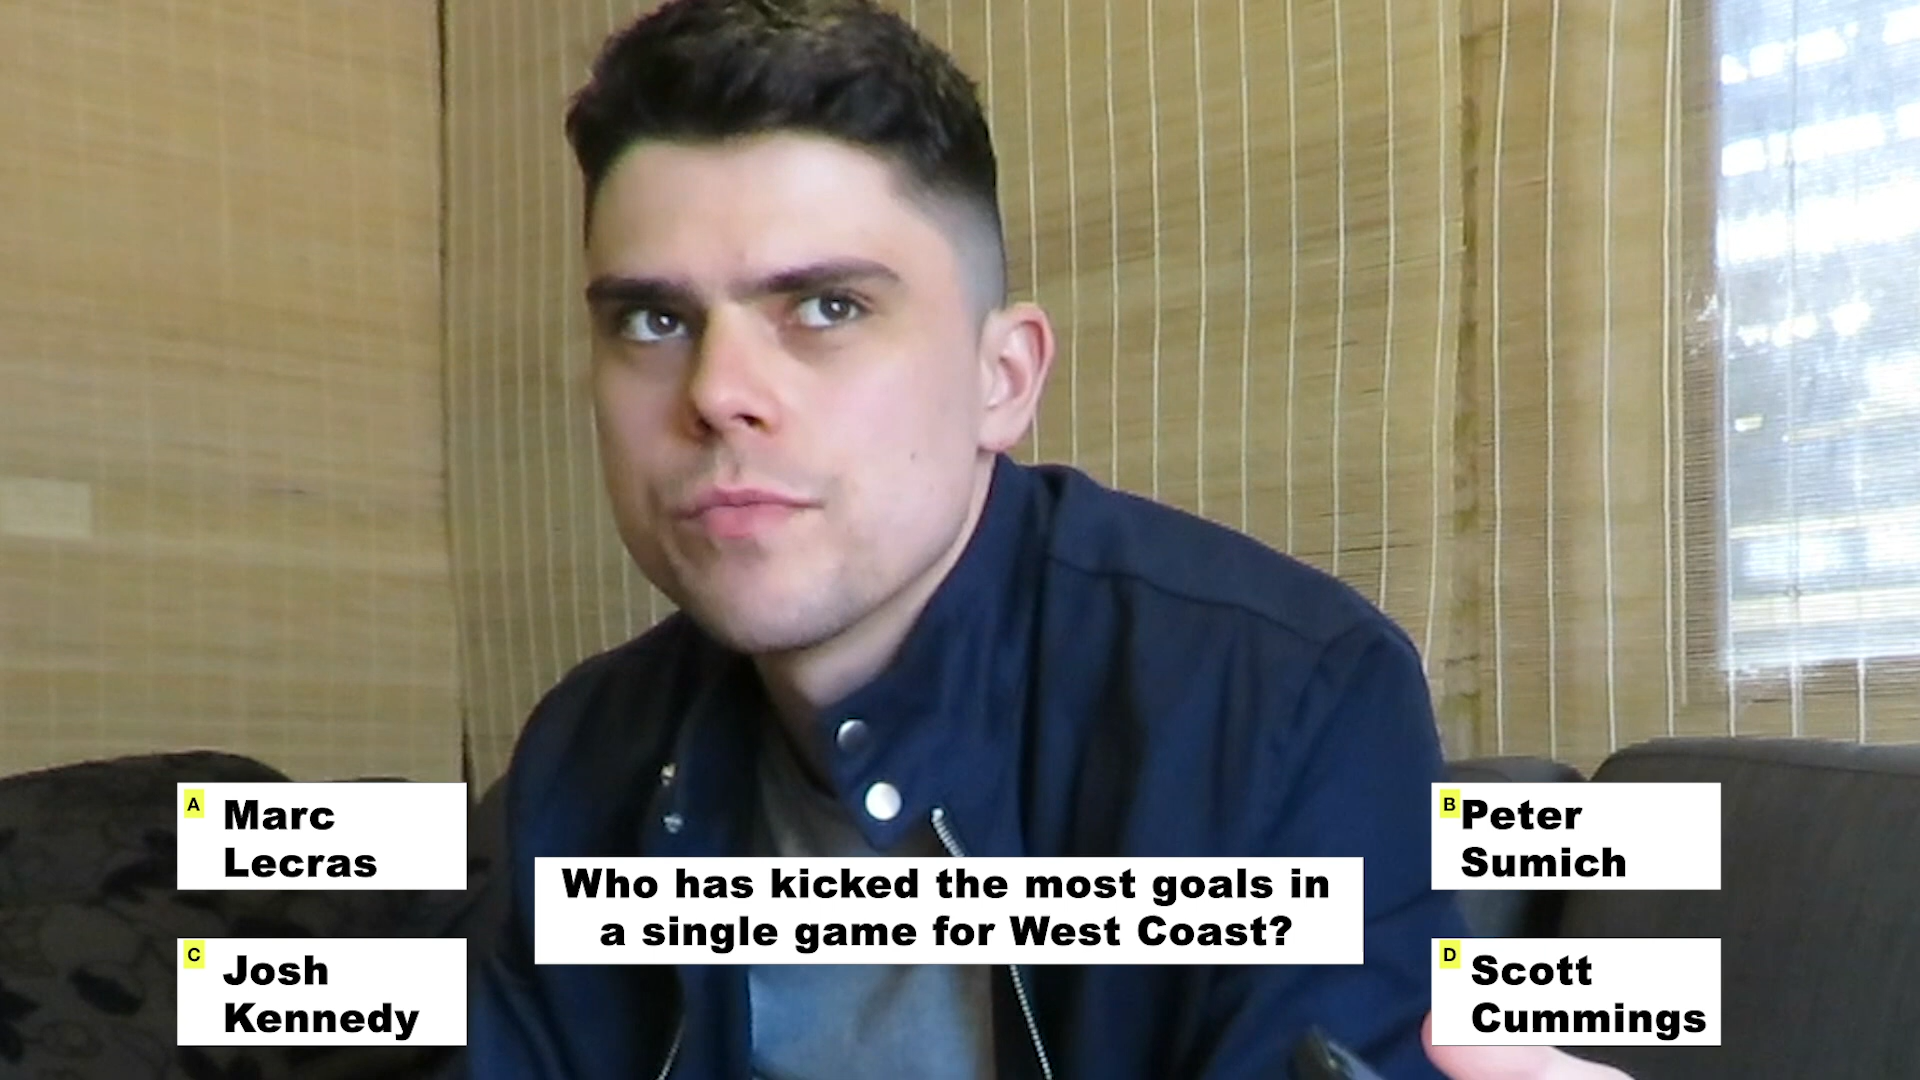 A
Marc
Lecras
B
Peter
Sumich
Who has kicked the most goals in
a single game for West Coast?
C
Josh
Kennedy
D
Scott
Cummings